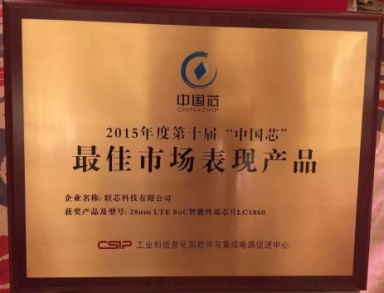 中国芯
CHINACHIP
2015年度第十届“中国芯”
最佳市场表现产品
企业名称: 联芯科技有限公司
获奖产品及型号: 28nm LTE SoC智能终端芯片LC1860
CSIP 工业和信息化部软件与集成电路促进中心